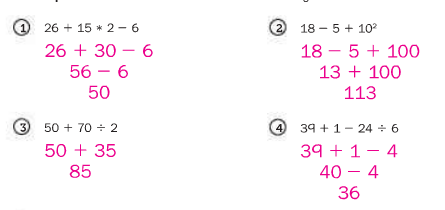 1 26 + 15 * 2 – 6
26 + 30 – 6
56 – 6
50
2 18 – 5 + 10²
18 – 5 + 100
13 + 100
113
3 50 + 70 ÷ 2
50 + 35
85
4 39 + 1 – 24 ÷ 6
39 + 1 – 4
40 – 4
36